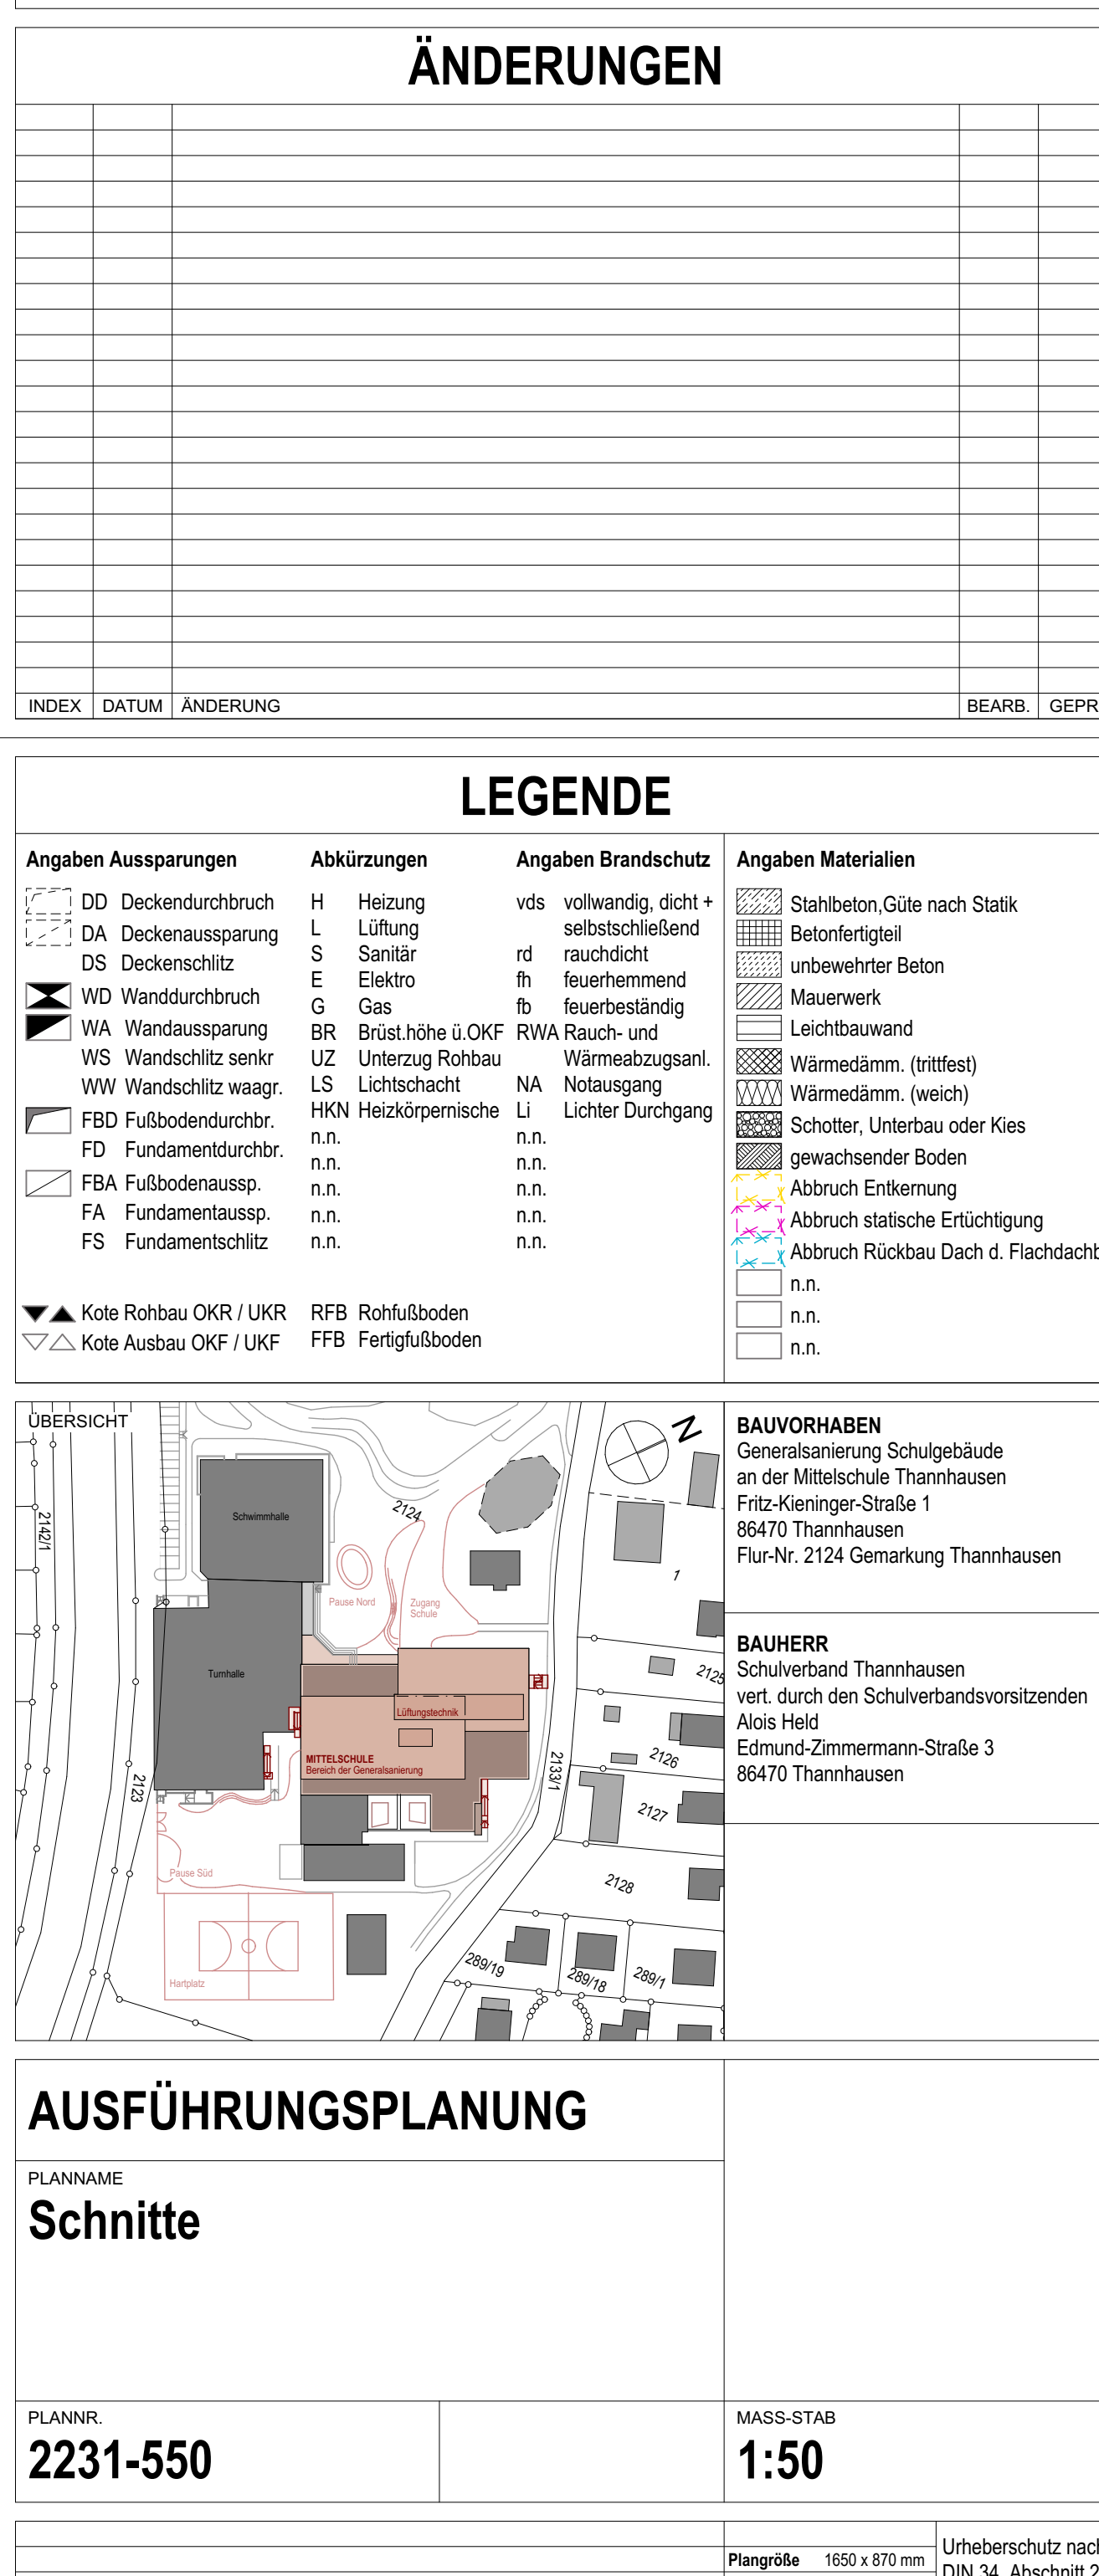 ÄNDERUNGEN
INDEX DATUM ÄNDERUNG BEARB. GEPR
LEGENDE
Angaben Aussparungen
DD Deckendurchbruch
DA Deckenaussparung
DS Deckenschlitz
WD Wanddurchbruch
WA Wandaussparung
WS Wandschlitz senkr
WW Wandschlitz waagr.
FBD Fußbodendurchbr.
FD Fundamentdurchbr.
FBA Fußbodenaussp.
FA Fundamentaussp.
FS Fundamentschlitz
Kote Rohbau OKR / UKR
Kote Ausbau OKF / UKF
Abkürzungen
H Heizung
L Lüftung
S Sanitär
E Elektro
G Gas
BR Brüst.höhe ü.OKF
UZ Unterzug Rohbau
LS Lichtschacht
HKN Heizkörpernische
n.n.
n.n.
n.n.
n.n.
n.n.
RFB Rohfußboden
FFB Fertigfußboden
Angaben Brandschutz
vds vollwandig, dicht +
selbstschließend
rd rauchdicht
fh feuerhemmend
fb feuerbeständig
RWA Rauch- und
Wärmeabzugsanl.
NA Notausgang
Li Lichter Durchgang
n.n.
n.n.
n.n.
n.n.
n.n.
Angaben Materialien
Stahlbeton,Güte nach Statik
Betonfertigteil
unbewehrter Beton
Mauerwerk
Leichtbauwand
Wärmedämm. (trittfest)
Wärmedämm. (weich)
Schotter, Unterbau oder Kies
gewachsender Boden
Abbruch Entkernung
Abbruch statische Ertüchtigung
Abbruch Rückbau Dach d. Flachdachb
n.n.
n.n.
n.n.
ÜBERSICHT
N
2142/1
Schwimmhalle
2124
1
Pause Nord
Zugang
Schule
Turnhalle
2125
Lüftungstechnik
MITTELSCHULE
Bereich der Generalsanierung
2133/1
2126
2123
2127
Pause Süd
2128
289/19
289/18
289/1
Hartplatz
BAUVORHABEN
Generalsanierung Schulgebäude
an der Mittelschule Thannhausen
Fritz-Kieninger-Straße 1
86470 Thannhausen
Flur-Nr. 2124 Gemarkung Thannhausen
BAUHERR
Schulverband Thannhausen
vert. durch den Schulverbandsvorsitzenden
Alois Held
Edmund-Zimmermann-Straße 3
86470 Thannhausen
AUSFÜHRUNGSPLANUNG
PLANNAME
Schnitte
PLANNR.
2231-550
MASS-STAB
1:50
Plangröße 1650 x 870 mm
Urheberschutz nach
DIN 34, Abschnitt 2